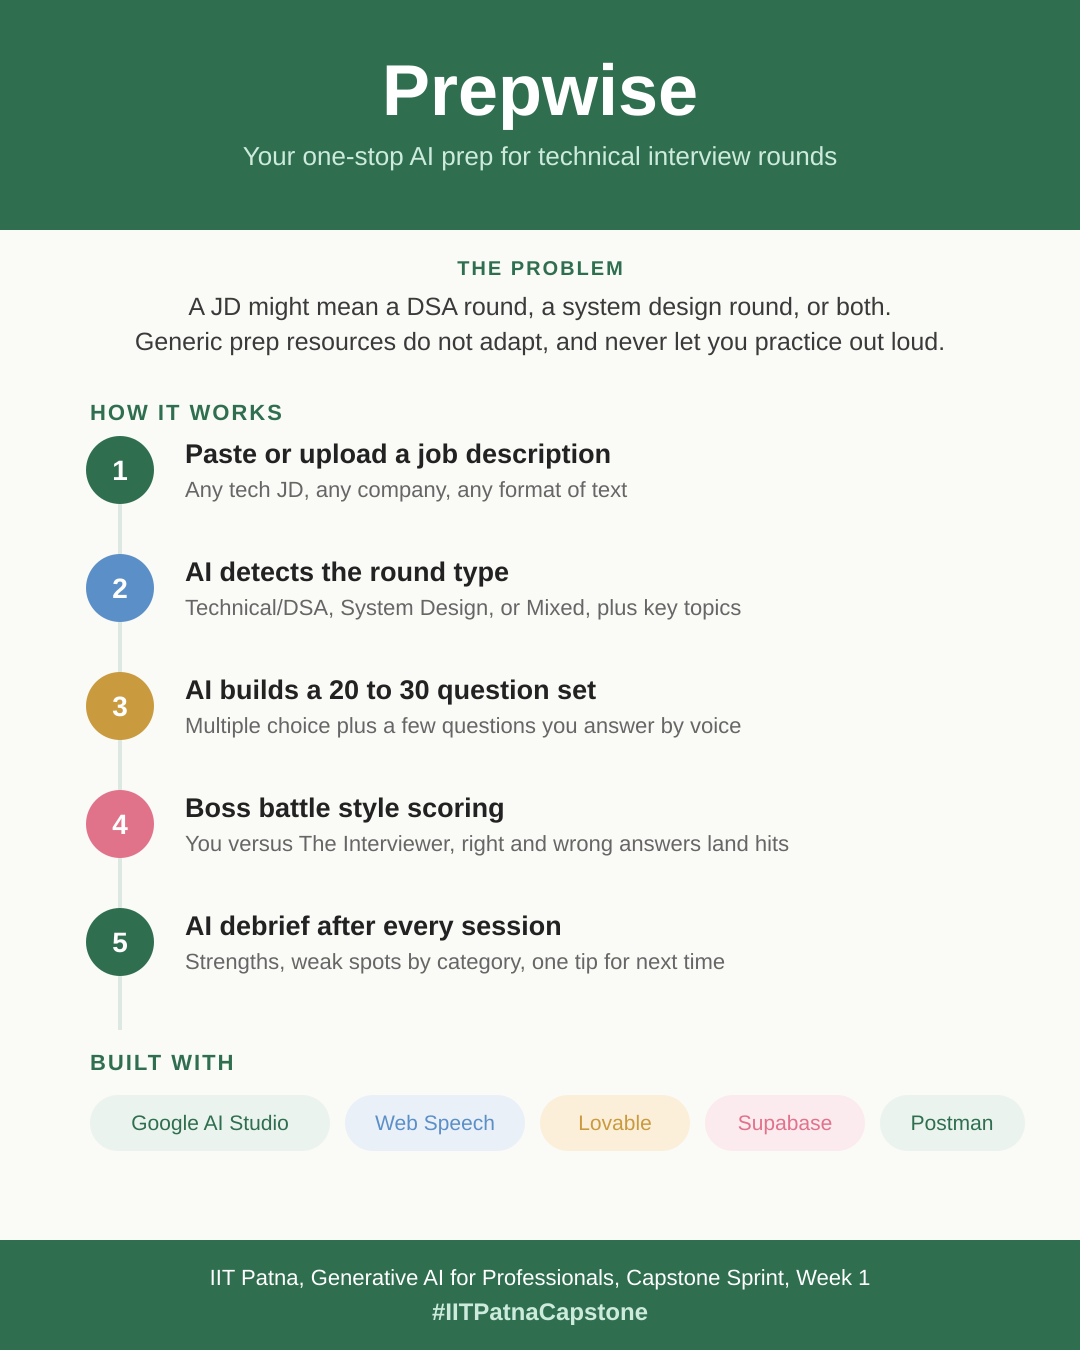 Prepwise
Your one-stop AI prep for technical interview rounds
THE PROBLEM
A JD might mean a DSA round, a system design round, or both.
Generic prep resources do not adapt, and never let you practice out loud.
HOW IT WORKS
1
Paste or upload a job description
Any tech JD, any company, any format of text
2
AI detects the round type
Technical/DSA, System Design, or Mixed, plus key topics
3
AI builds a 20 to 30 question set
Multiple choice plus a few questions you answer by voice
4
Boss battle style scoring
You versus The Interviewer, right and wrong answers land hits
5
AI debrief after every session
Strengths, weak spots by category, one tip for next time
BUILT WITH
Google AI Studio
Web Speech
Lovable
Supabase
Postman
IIT Patna, Generative AI for Professionals, Capstone Sprint, Week 1
#IITPatnaCapstone